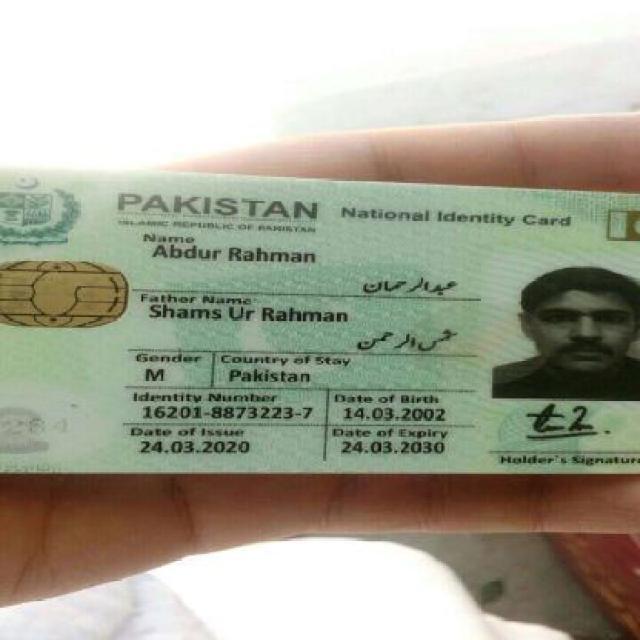 PAKISTAN National Identity Card
ISLAMIC REPUBLIC OF PAKISTAN
Name
Abdur Rahman
عبدالرحمان
Father Name
Shams Ur Rahman
شمس الرحمن
Gender Country of Stay
M Pakistan
Identity Number Date of Birth
16201-8873223-7 14.03.2002
Date of Issue Date of Expiry
24.03.2020 24.03.2030
Holder's Signature